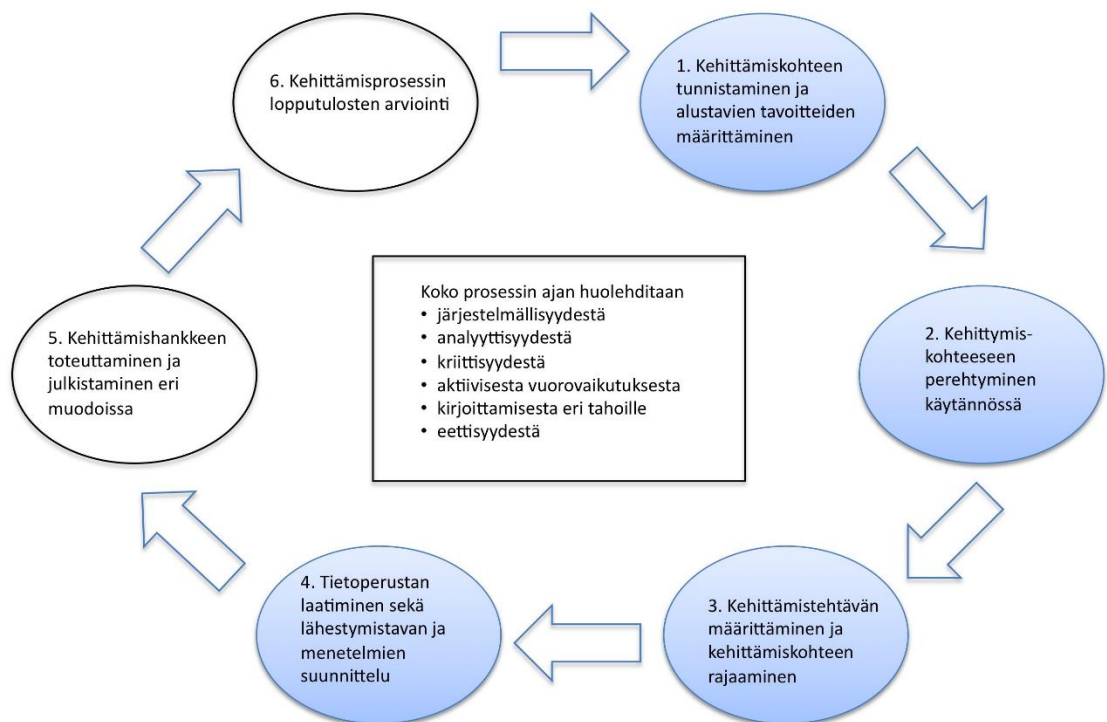 6. Kehittämisprosessin
lopputulosten arviointi
1. Kehittämiskohteen
tunnistaminen ja
alustavien tavoitteiden
määrittäminen
5. Kehittämishankkeen
toteuttaminen ja
julkistaminen eri
muodoissa
Koko prosessin ajan huolehditaan
• järjestelmällisyydestä
• analyyttisyydestä
• kriittisyydestä
• aktiivisesta vuorovaikutuksesta
• kirjoittamisesta eri tahoille
• eettisyydestä
2. Kehittymis-
kohteeseen
perehtyminen
käytännössä
4. Tietoperustan
laatiminen sekä
lähestymistavan ja
menetelmien
suunnittelu
3. Kehittämistehtävän
määrittäminen ja
kehittämiskohteen
rajaaminen